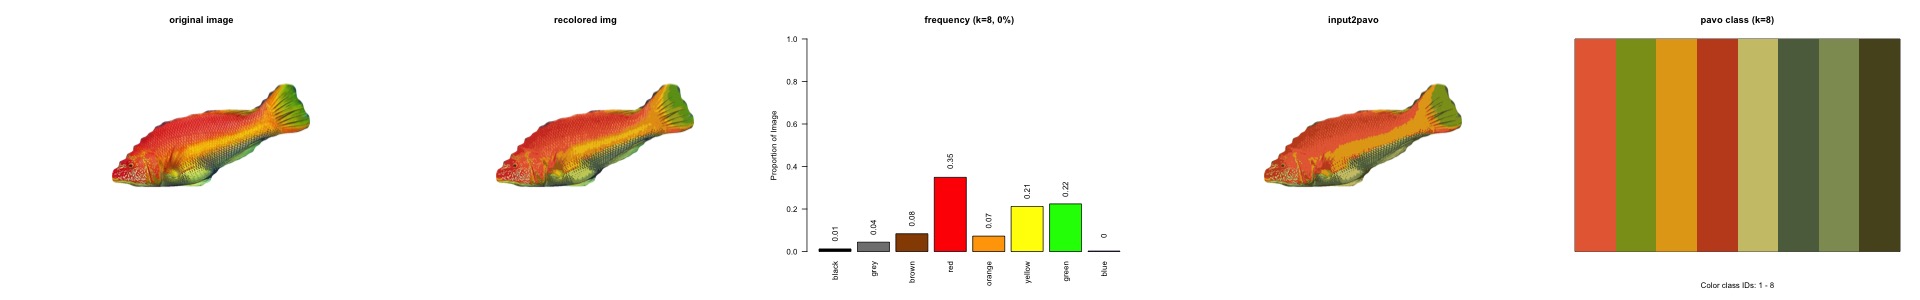 original image
recolored img
frequency (k=8, 0%)
input2pavo
pavo class (k=8)
Proportion of Image
1.0
0.8
0.6
0.4
0.2
0.0
0.01
0.04
0.08
0.35
0.07
0.21
0.22
0
black
grey
brown
red
orange
yellow
green
blue
Color class IDs: 1 - 8